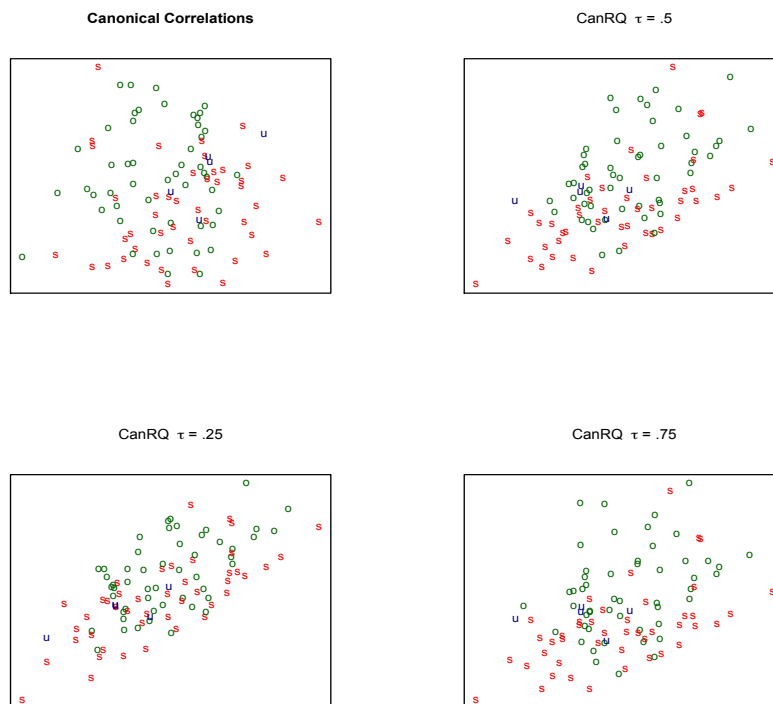 Canonical Correlations
CanRQ τ = .5
CanRQ τ = .25
CanRQ τ = .75